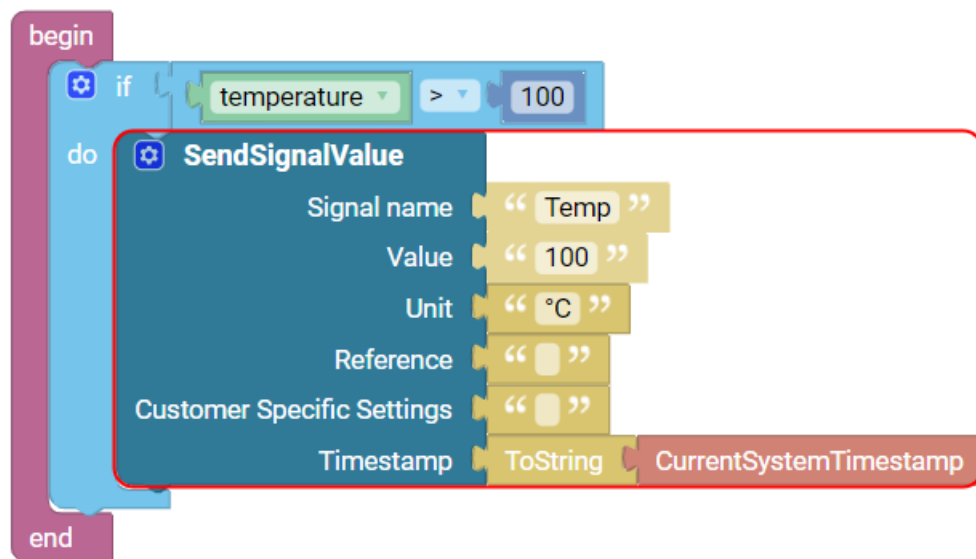 begin
if temperature > 100
do SendSignalValue
Signal name “ Temp ”
Value “ 100 ”
Unit “ °C ”
Reference “ ”
Customer Specific Settings “ ”
Timestamp ToString CurrentSystemTimestamp
end